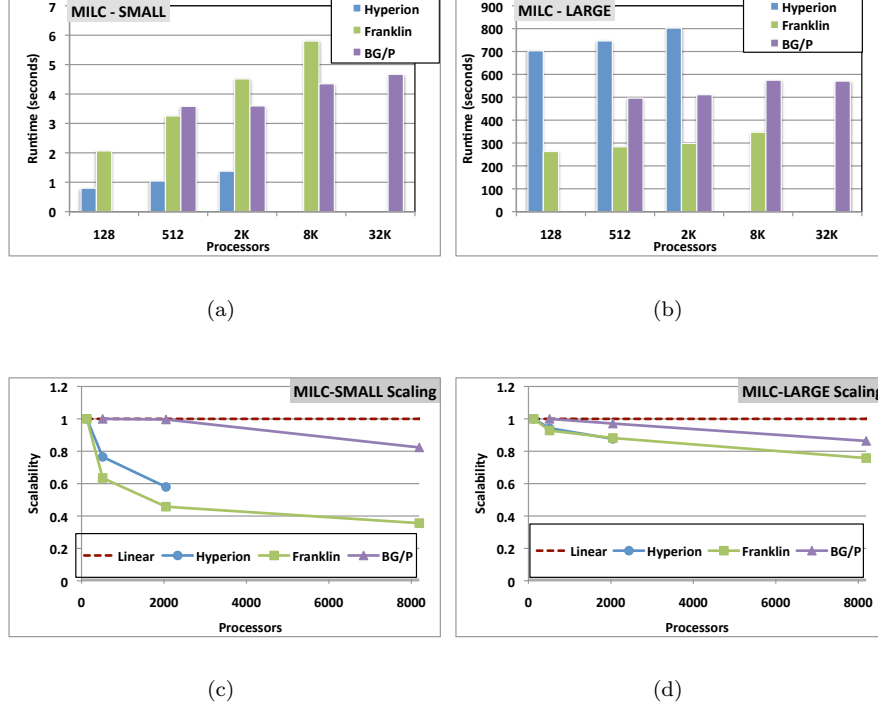 MILC - SMALL
Hyperion
Franklin
BG/P
Runtime (seconds)
7
6
5
4
3
2
1
0
128
512
2K
8K
32K
Processors
(a)
MILC - LARGE
Hyperion
Franklin
BG/P
Runtime (seconds)
900
800
700
600
500
400
300
200
100
0
128
512
2K
8K
32K
Processors
(b)
MILC-SMALL Scaling
Scalability
1.2
1
0.8
0.6
0.4
0.2
0
Linear Hyperion Franklin BG/P
0 2000 4000 6000 8000
Processors
(c)
MILC-LARGE Scaling
Scalability
1.2
1
0.8
0.6
0.4
0.2
0
Linear Hyperion Franklin BG/P
0 2000 4000 6000 8000
Processors
(d)